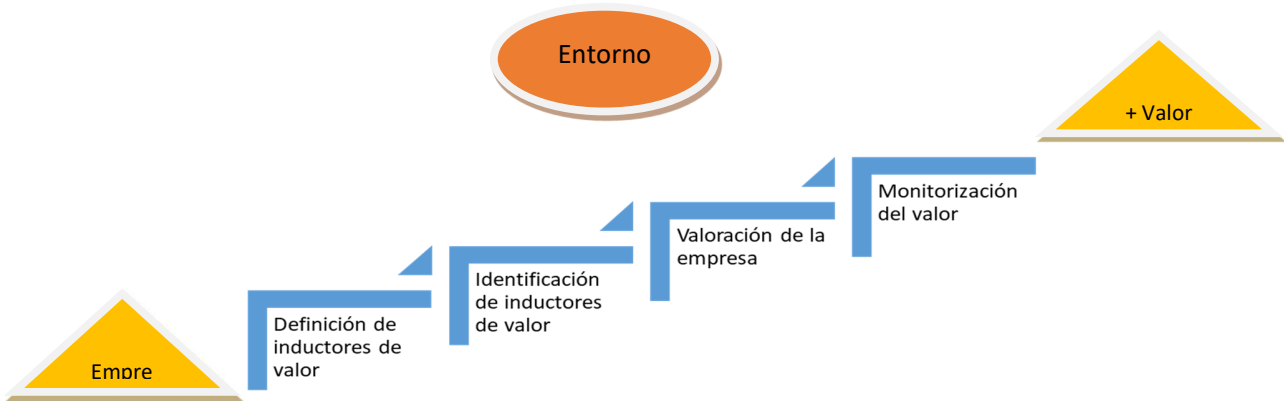 Entorno
+ Valor
Monitorización
del valor
Valoración de la
empresa
Identificación
de inductores
de valor
Definición de
inductores de
valor
Empre